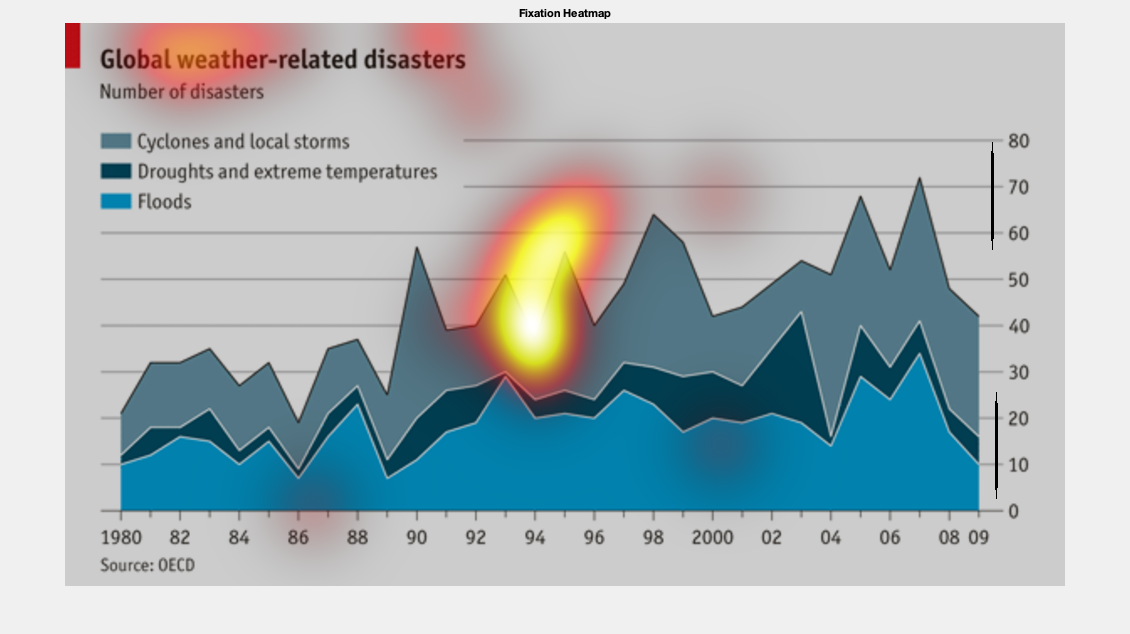 Fixation Heatmap
Global weather-related disasters
Number of disasters
Cyclones and local storms
Droughts and extreme temperatures
Floods
80
70
60
50
40
30
20
10
0
1980 82 84 86 88 90 92 94 96 98 2000 02 04 06 08 09
Source: OECD